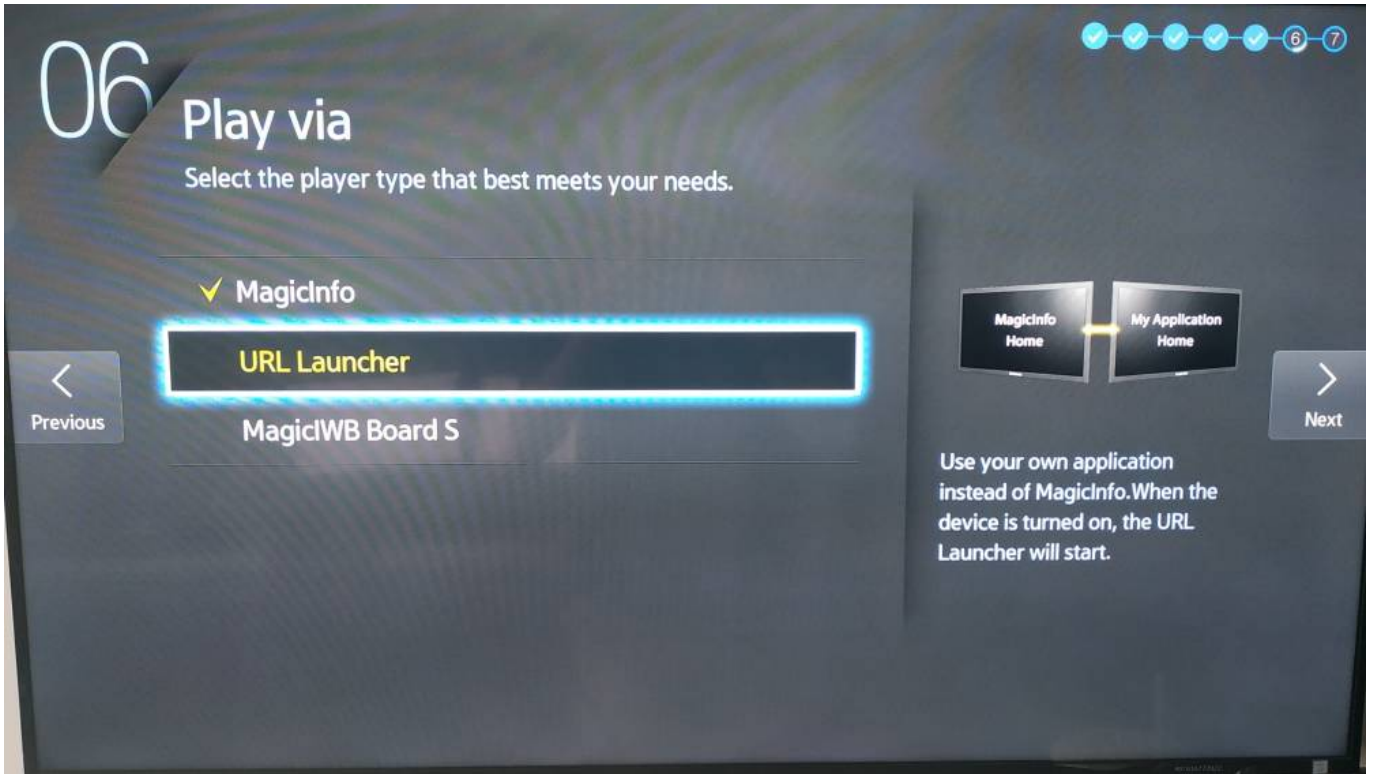 06
6
7
Play via
Select the player type that best meets your needs.
MagicInfo
URL Launcher
MagicIWB Board S
Previous
Next
MagicInfo
Home
My Application
Home
Use your own application
instead of MagicInfo.When the
device is turned on, the URL
Launcher will start.